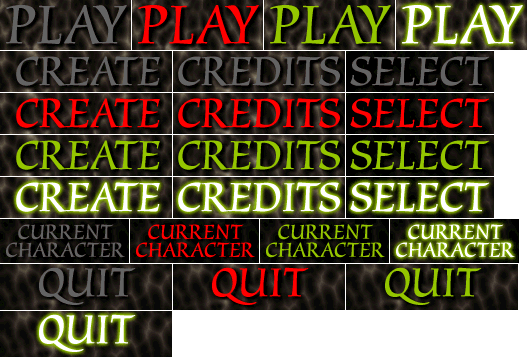 PLAY PLAY PLAY PLAY
CREATE CREDITS SELECT
CREATE CREDITS SELECT
CREATE CREDITS SELECT
CREATE CREDITS SELECT
CURRENT CURRENT CURRENT CURRENT
CHARACTER CHARACTER CHARACTER CHARACTER
QUIT QUIT QUIT
QUIT